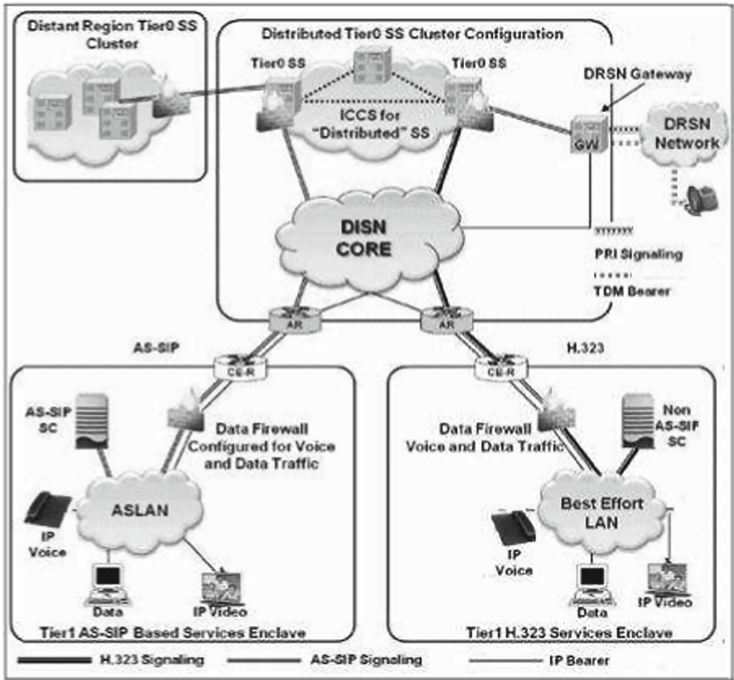 Distant Region Tier0 SS
Cluster
Distributed Tier0 SS Cluster Configuration
Tier0 SS
Tier0 SS
ICCS for
"Distributed" SS
DRSN Gateway
GW
DRSN
Network
DISN
CORE
PRI Signaling
TDM Bearer
AR
AR
AS-SIP
H.323
CE-R
CE-R
AS-SIP
SC
Data Firewall
Configured for Voice
and Data Traffic
ASLAN
IP
Voice
Data
IP Video
Tier1 AS-SIP Based Services Enclave
Data Firewall
Voice and Data Traffic
Non
AS-SIP
SC
Best Effort
LAN
IP
Voice
Data
IP Video
Tier1 H.323 Services Enclave
H.323 Signaling
AS-SIP Signaling
IP Bearer